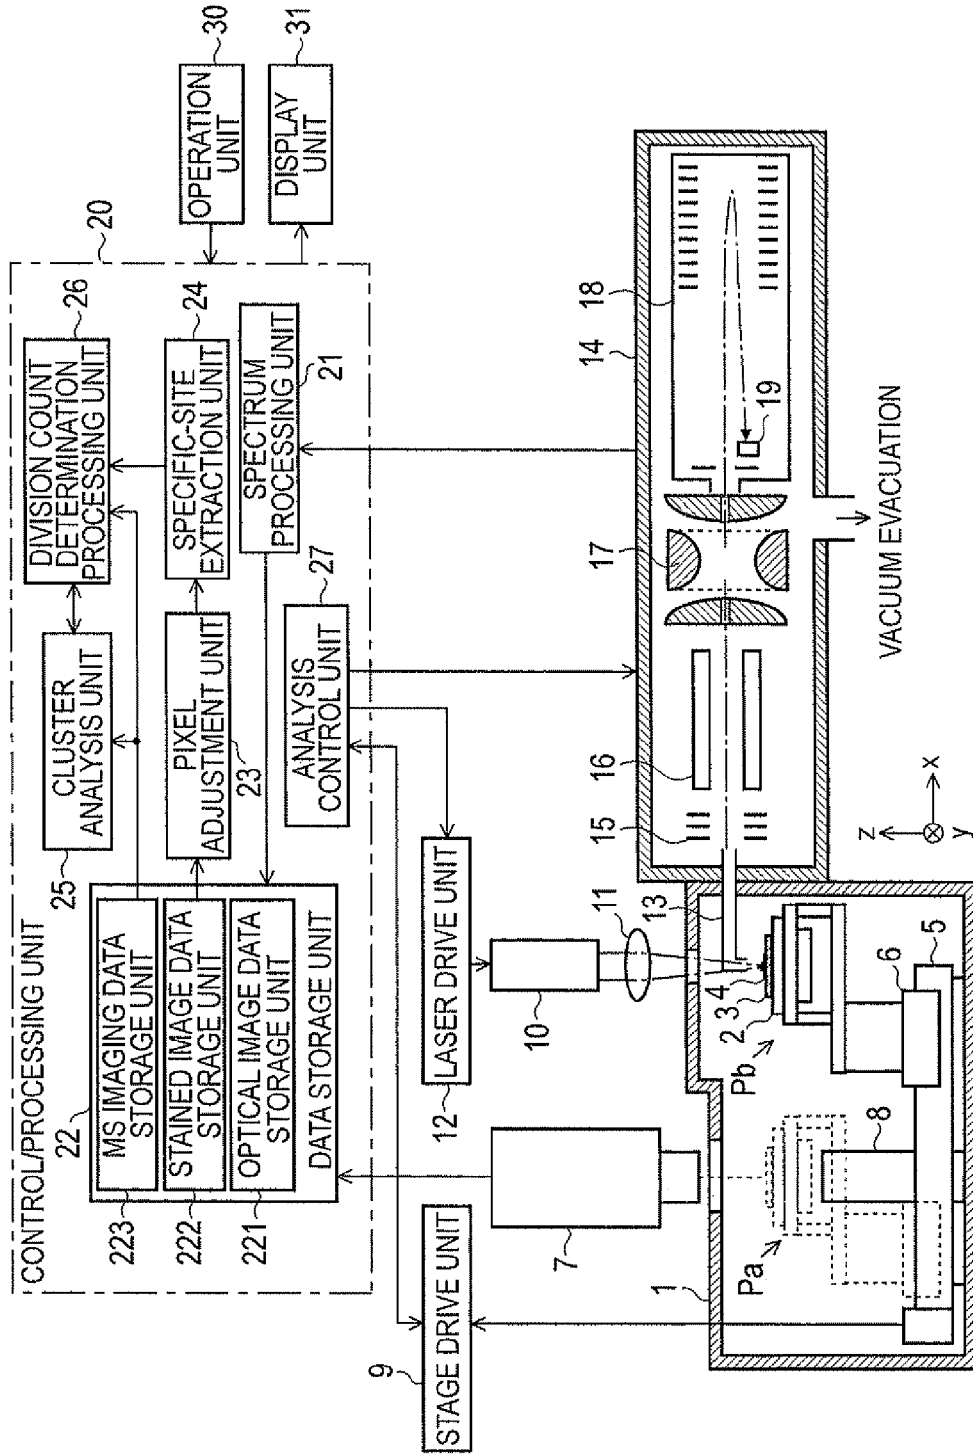 CONTROL/PROCESSING UNIT
20
22
MS IMAGING DATA
STORAGE UNIT
223
STAINED IMAGE DATA
STORAGE UNIT
222
OPTICAL IMAGE DATA
STORAGE UNIT
221
DATA STORAGE UNIT
25
CLUSTER
ANALYSIS UNIT
DIVISION COUNT
DETERMINATION
PROCESSING UNIT
26
PIXEL
ADJUSTMENT UNIT
23
SPECIFIC-SITE
EXTRACTION UNIT
24
SPECTRUM
PROCESSING UNIT
21
ANALYSIS
CONTROL UNIT
27
OPERATION
UNIT
30
DISPLAY
UNIT
31
9
STAGE DRIVE UNIT
12
LASER DRIVE UNIT
7
10
11
1
Pa
8
Pb
2
3
4
13
6
5
14
15
16
17
18
19
VACUUM EVACUATION
z
x
y